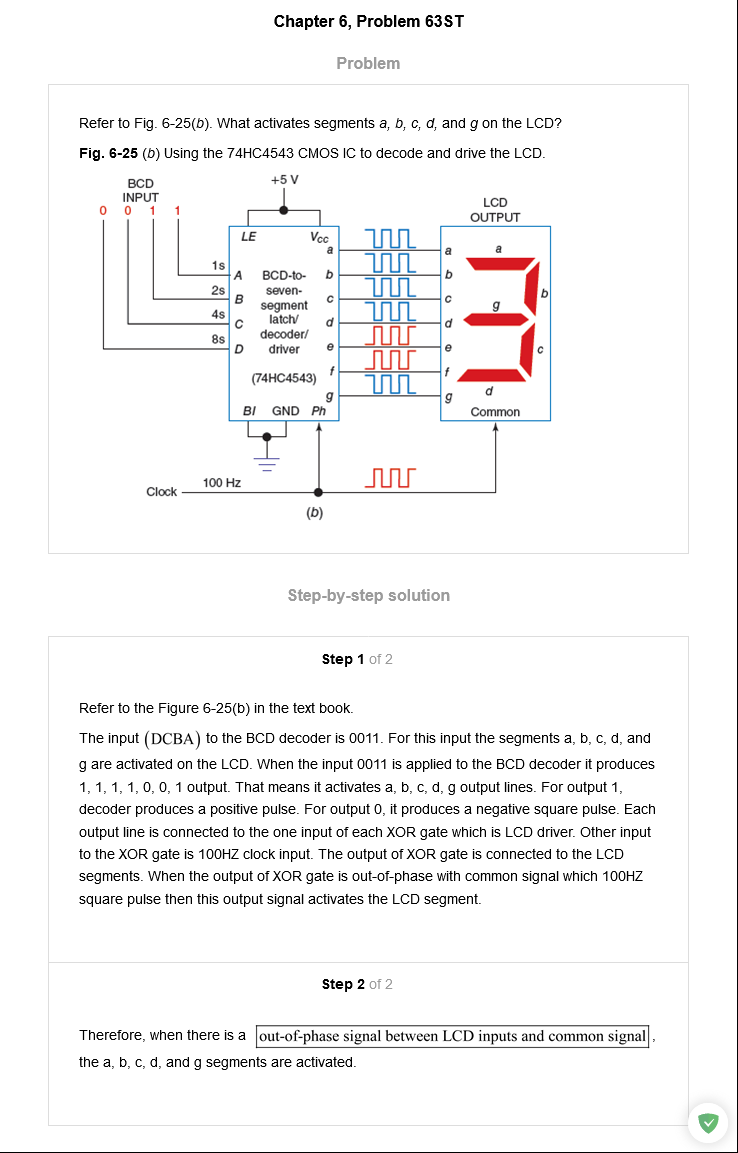 Chapter 6, Problem 63ST
Problem
Refer to Fig. 6-25(b). What activates segments a, b, c, d, and g on the LCD?
Fig. 6-25 (b) Using the 74HC4543 CMOS IC to decode and drive the LCD.
BCD
INPUT
0 0 1 1
+5 V
LCD
OUTPUT
LE VCC
a
a
a
1s
A
BCD-to-
b
b
2s
B
seven-
segment
c
c
b
g
4s
C
latch/
d
d
decoder/
8s
D
driver
e
e
c
(74HC4543)
f
f
g
g
d
BI GND Ph
Common
Clock
100 Hz
(b)
Step-by-step solution
Step 1 of 2
Refer to the Figure 6-25(b) in the text book.
The input (DCBA) to the BCD decoder is 0011. For this input the segments a, b, c, d, and
g are activated on the LCD. When the input 0011 is applied to the BCD decoder it produces
1, 1, 1, 1, 0, 0, 1 output. That means it activates a, b, c, d, g output lines. For output 1,
decoder produces a positive pulse. For output 0, it produces a negative square pulse. Each
output line is connected to the one input of each XOR gate which is LCD driver. Other input
to the XOR gate is 100HZ clock input. The output of XOR gate is connected to the LCD
segments. When the output of XOR gate is out-of-phase with common signal which 100HZ
square pulse then this output signal activates the LCD segment.
Step 2 of 2
Therefore, when there is a out-of-phase signal between LCD inputs and common signal,
the a, b, c, d, and g segments are activated.